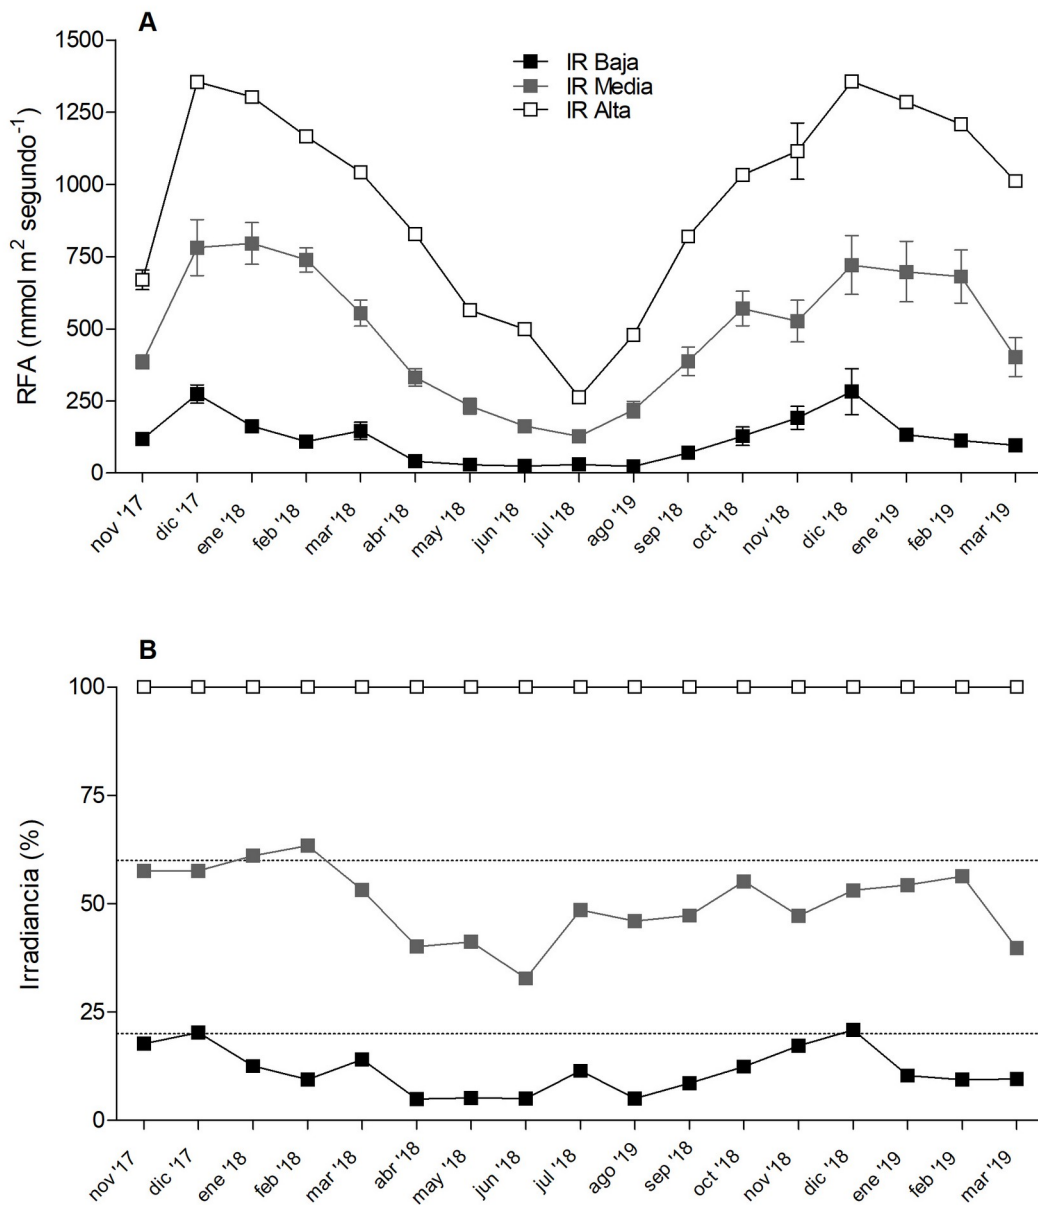 A
IR Baja
IR Media
IR Alta
RFA (mmol m² segundo⁻¹)
1500
1250
1000
750
500
250
0
nov '17
dic '17
ene '18
feb '18
mar '18
abr '18
may '18
jun '18
jul '18
ago '19
sep '18
oct '18
nov '18
dic '18
ene '19
feb '19
mar '19
B
Irradiancia (%)
100
75
50
25
0
nov '17
dic '17
ene '18
feb '18
mar '18
abr '18
may '18
jun '18
jul '18
ago '19
sep '18
oct '18
nov '18
dic '18
ene '19
feb '19
mar '19